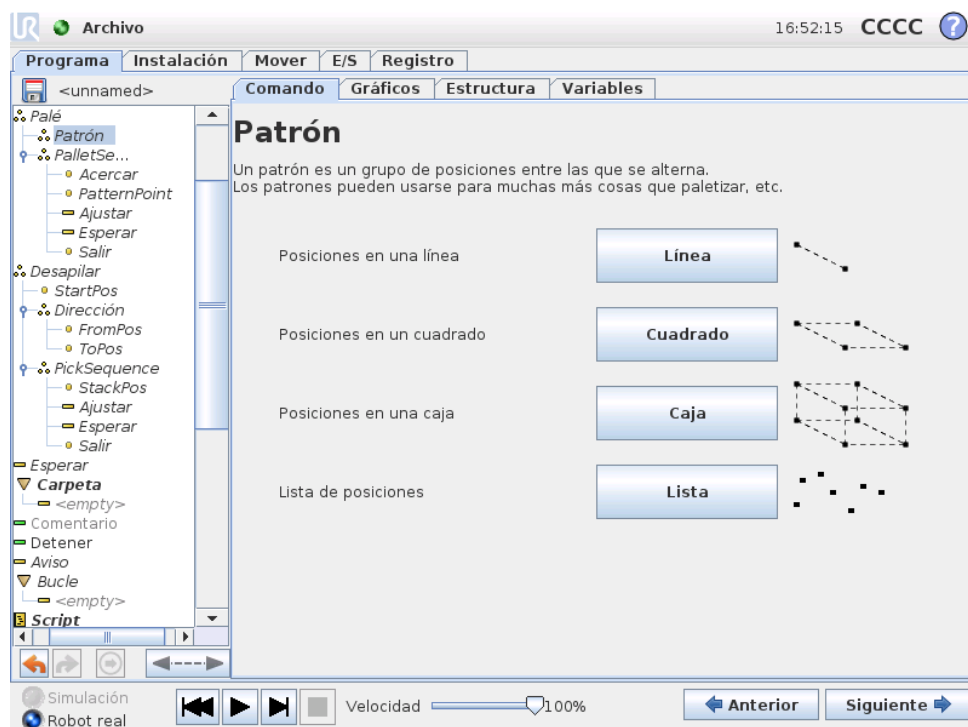 UR Archivo 16:52:15 CCCC ?
Programa Instalación Mover E/S Registro
<unnamed>
Comando Gráficos Estructura Variables
Palé
Patrón
PalletSe...
Acercar
PatternPoint
Ajustar
Esperar
Salir
Desapilar
StartPos
Dirección
FromPos
ToPos
PickSequence
StackPos
Ajustar
Esperar
Salir
Esperar
Carpeta
<empty>
Comentario
Detener
Aviso
Bucle
<empty>
Script
Patrón
Un patrón es un grupo de posiciones entre las que se alterna.
Los patrones pueden usarse para muchas más cosas que paletizar, etc.
Posiciones en una línea Línea
Posiciones en un cuadrado Cuadrado
Posiciones en una caja Caja
Lista de posiciones Lista
Simulación
Robot real
Velocidad 100%
Anterior Siguiente